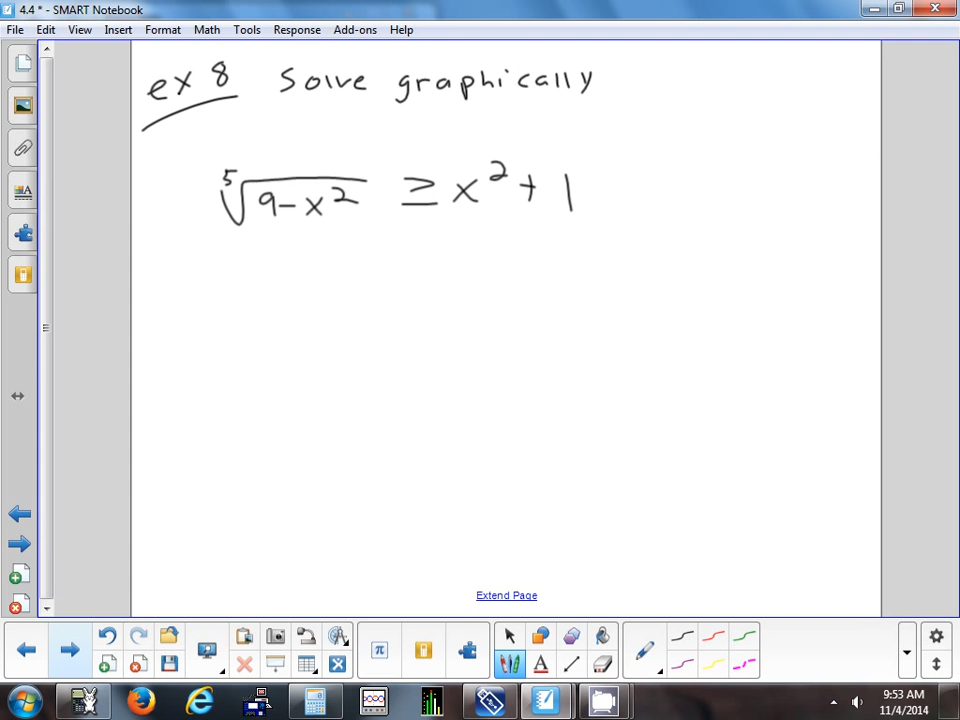 4.4 * - SMART Notebook
File Edit View Insert Format Math Tools Response Add-ons Help
ex 8 Solve graphically
⁵√(9-x²) ≥ x² + 1
Extend Page
π
A
9:53 AM
11/4/2014